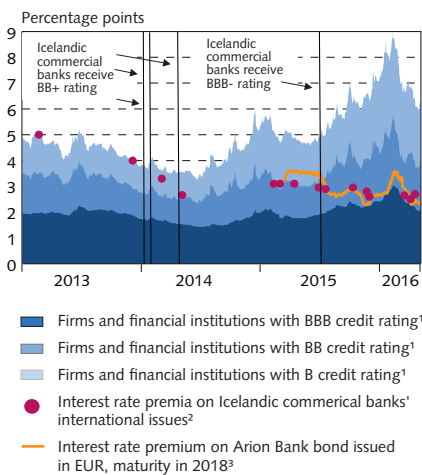 Percentage points
9
8
7
6
5
4
3
2
1
0
Icelandic
commercial
banks receive
BB+ rating
Icelandic
commercial
banks receive
BBB- rating
2013
2014
2015
2016
Firms and financial institutions with BBB credit rating¹
Firms and financial institutions with BB credit rating¹
Firms and financial institutions with B credit rating¹
Interest rate premia on Icelandic commerical banks'
international issues²
Interest rate premium on Arion Bank bond issued
in EUR, maturity in 2018³